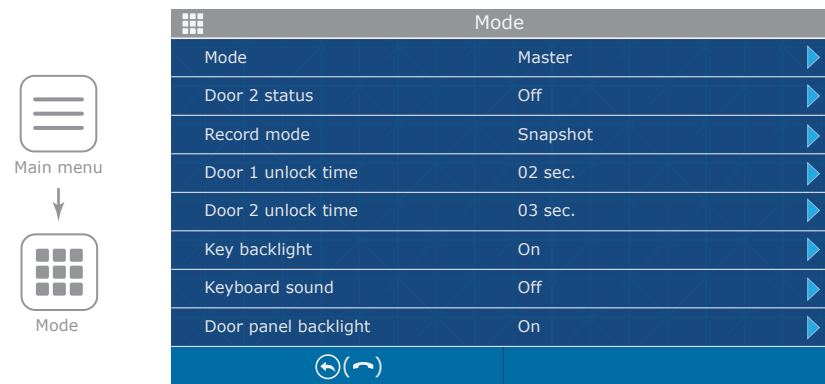 Mode
Mode Master
Door 2 status Off
Record mode Snapshot
Door 1 unlock time 02 sec.
Door 2 unlock time 03 sec.
Key backlight On
Keyboard sound Off
Door panel backlight On
Main menu
Mode